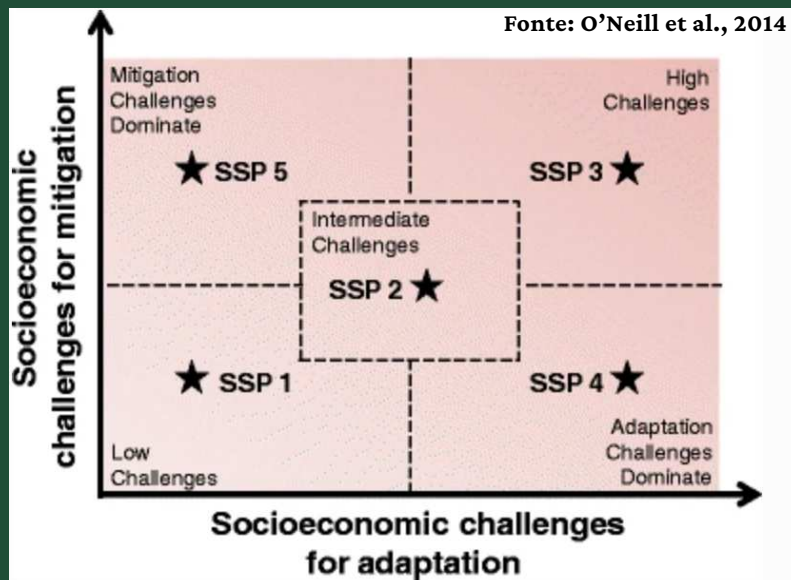 Fonte: O’Neill et al., 2014
Socioeconomic
challenges for mitigation
Mitigation
Challenges
Dominate
High
Challenges
★ SSP 5
SSP 3 ★
Intermediate
Challenges
SSP 2 ★
★ SSP 1
SSP 4 ★
Low
Challenges
Adaptation
Challenges
Dominate
Socioeconomic challenges
for adaptation